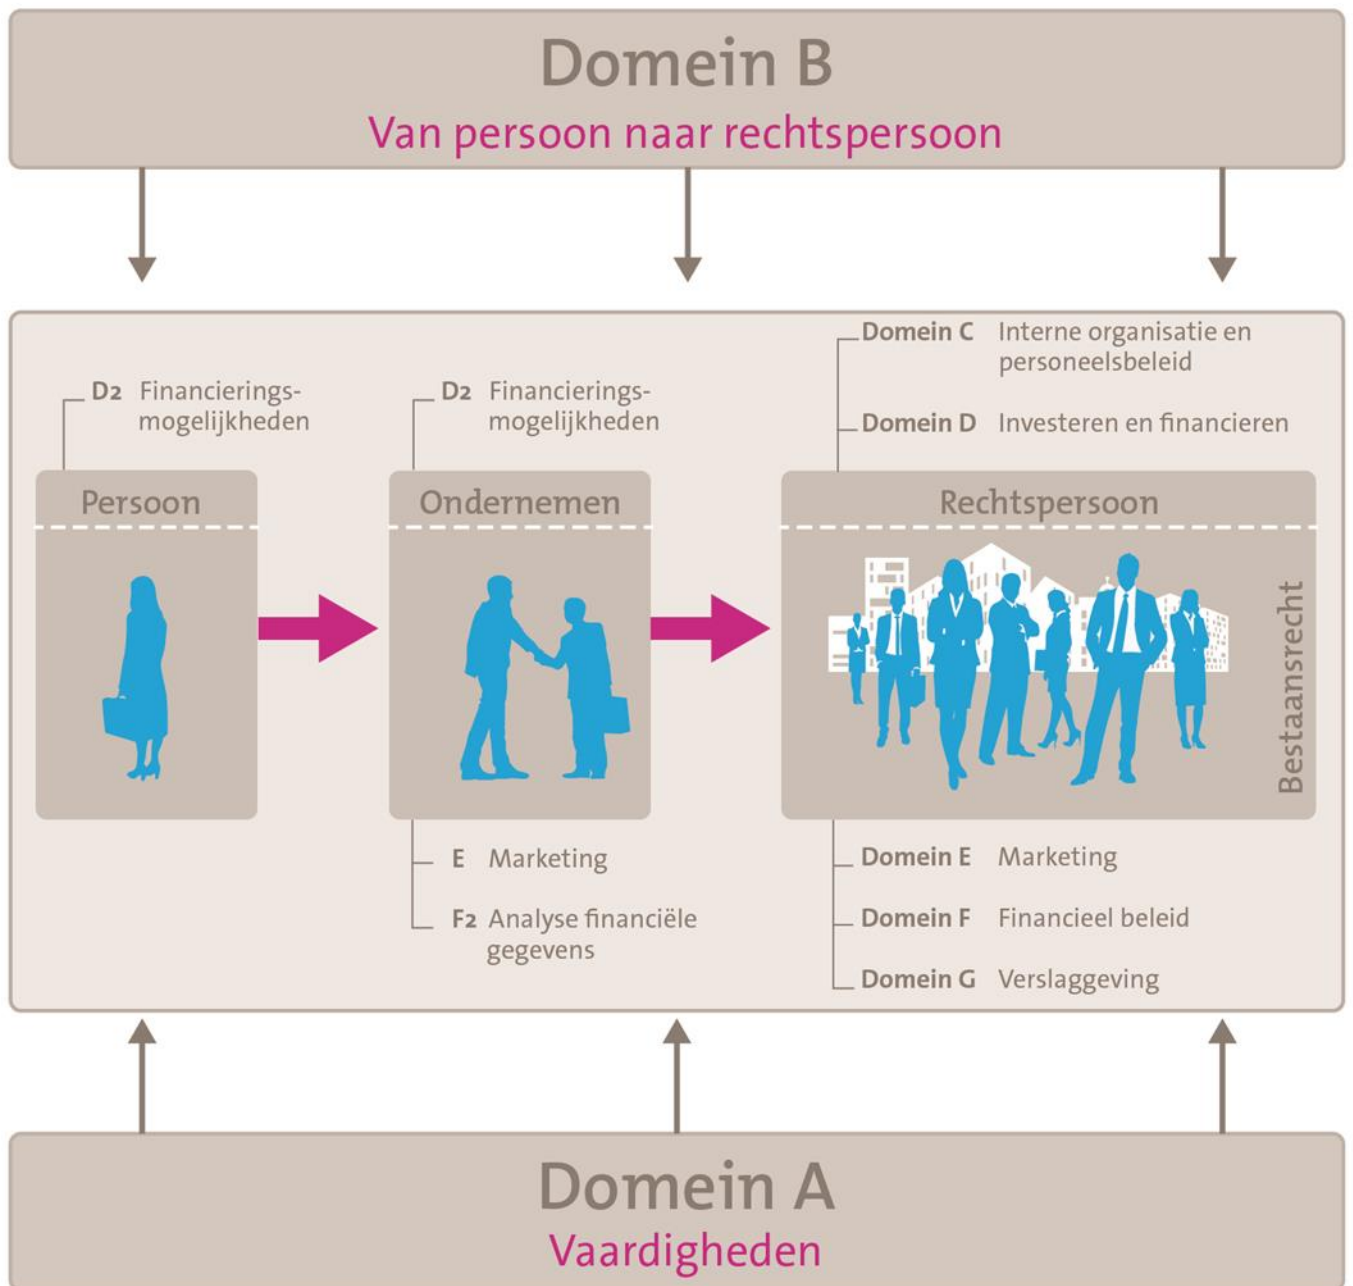 Domein B
Van persoon naar rechtspersoon
D2 Financierings-
mogelijkheden
Persoon
D2 Financierings-
mogelijkheden
Ondernemen
E Marketing
F2 Analyse financiële
gegevens
Domein C Interne organisatie en
personeelsbeleid
Domein D Investeren en financieren
Rechtspersoon
Bestaansrecht
Domein E Marketing
Domein F Financieel beleid
Domein G Verslaggeving
Domein A
Vaardigheden